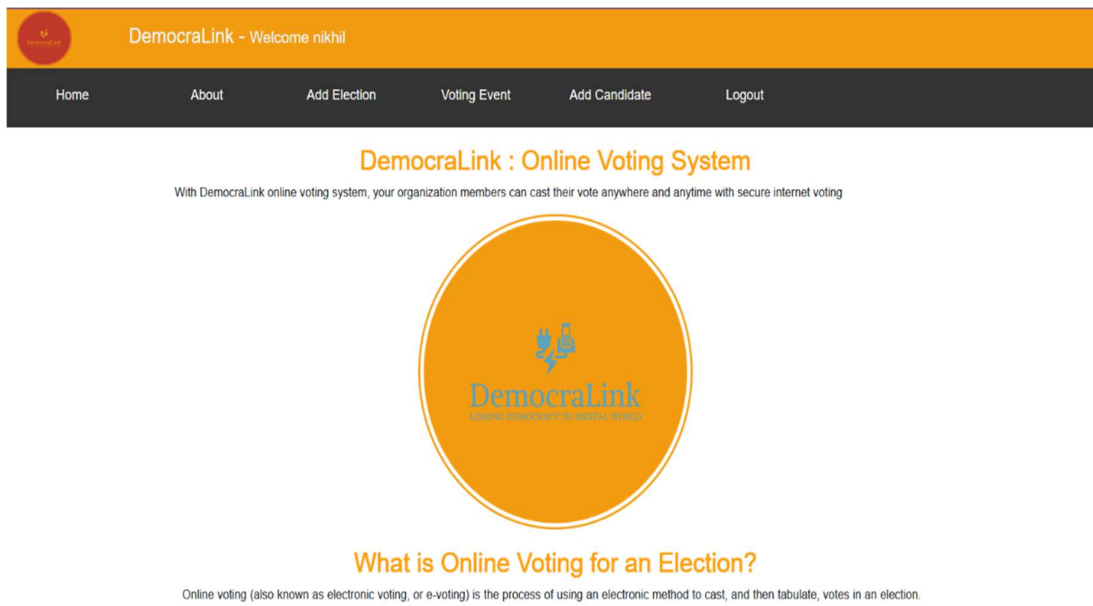 DemocraLink
DemocraLink - Welcome nikhil
Home About Add Election Voting Event Add Candidate Logout
DemocraLink : Online Voting System
With DemocraLink online voting system, your organization members can cast their vote anywhere and anytime with secure internet voting
DemocraLink
LINKING DEMOCRACY TO DIGITAL WORLD
What is Online Voting for an Election?
Online voting (also known as electronic voting, or e-voting) is the process of using an electronic method to cast, and then tabulate, votes in an election.